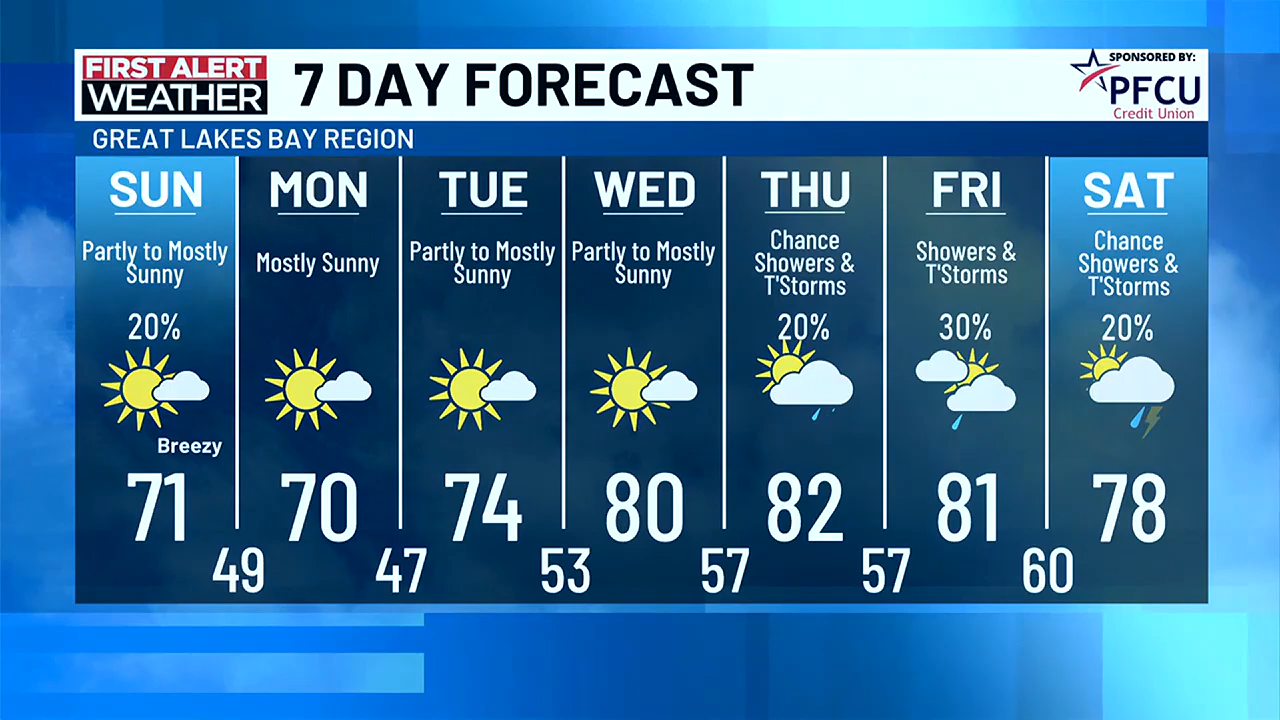 FIRST ALERT
WEATHER
7 DAY FORECAST
SPONSORED BY:
PFCU
Credit Union
GREAT LAKES BAY REGION
SUN
Partly to Mostly
Sunny
20%
Breezy
71
49
MON
Mostly Sunny
70
47
TUE
Partly to Mostly
Sunny
74
53
WED
Partly to Mostly
Sunny
80
57
THU
Chance
Showers &
T'Storms
20%
82
57
FRI
Showers &
T'Storms
30%
81
60
SAT
Chance
Showers &
T'Storms
20%
78